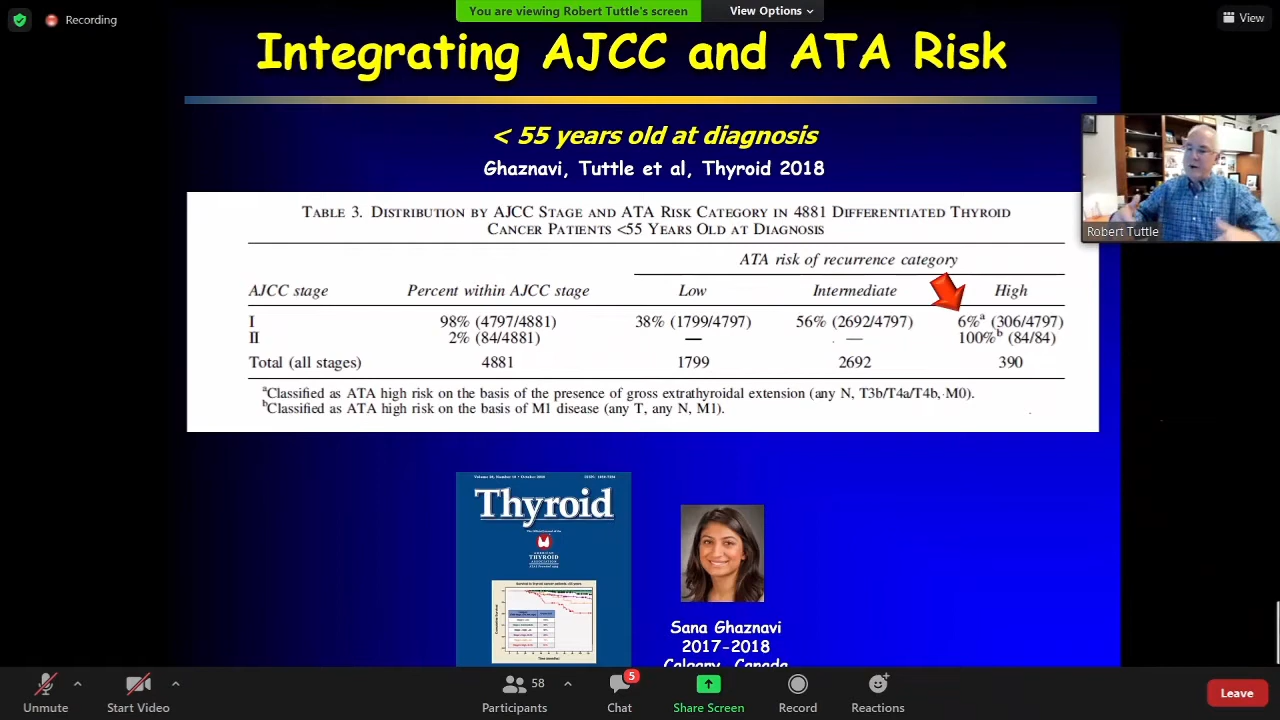 Recording
You are viewing Robert Tuttle's screen
View Options
View
Integrating AJCC and ATA Risk
< 55 years old at diagnosis
Ghaznavi, Tuttle et al, Thyroid 2018
Robert Tuttle
TABLE 3. DISTRIBUTION BY AJCC STAGE AND ATA RISK CATEGORY IN 4881 DIFFERENTIATED THYROID
CANCER PATIENTS <55 YEARS OLD AT DIAGNOSIS
ATA risk of recurrence category
AJCC stage Percent within AJCC stage Low Intermediate High
I 98% (4797/4881) 38% (1799/4797) 56% (2692/4797) 6%a (306/4797)
II 2% (84/4881) — — 100%b (84/84)
Total (all stages) 4881 1799 2692 390
aClassified as ATA high risk on the basis of the presence of gross extrathyroidal extension (any N, T3b/T4a/T4b, M0).
bClassified as ATA high risk on the basis of M1 disease (any T, any N, M1).
Thyroid
AMERICAN
THYROID
ASSOCIATION
Sana Ghaznavi
2017-2018
Calgary, Canada
Unmute
Start Video
58
Participants
5
Chat
Share Screen
Record
Reactions
Leave